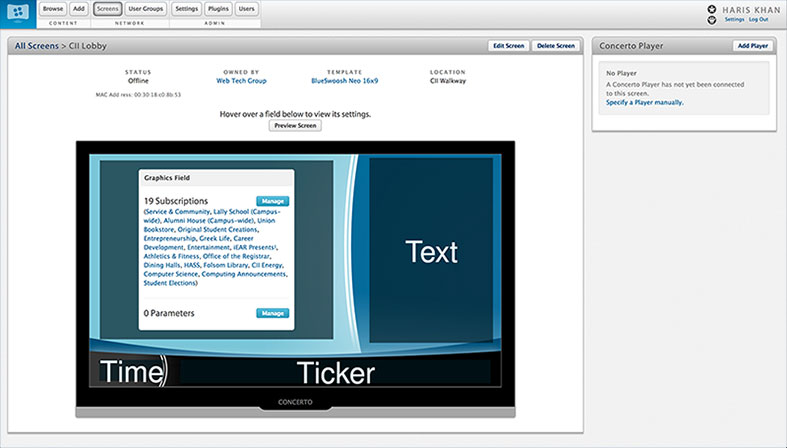 Browse Add Screens User Groups Settings Plugins Users
CONTENT NETWORK ADMIN
HARIS KHAN
Settings Log Out
All Screens > CII Lobby
Edit Screen Delete Screen
STATUS OWNED BY TEMPLATE LOCATION
Offline Web Tech Group BlueSwoosh Neo 16x9 CII Walkway
MAC Add ress: 00:30:18:c0:8b:53
Hover over a field below to view its settings.
Preview Screen
Graphics Field
19 Subscriptions Manage
(Service & Community, Lally School (Campus-
wide), Alumni House (Campus-wide), Union
Bookstore, Original Student Creations,
Entrepreneurship, Greek Life, Career
Development, Entertainment, iEAR Presents!,
Athletics & Fitness, Office of the Registrar,
Dining Halls, HASS, Folsom Library, CII Energy,
Computer Science, Computing Announcements,
Student Elections)
0 Parameters Manage
Text
Time
Ticker
CONCERTO
Concerto Player
Add Player
No Player
A Concerto Player has not yet been connected
to this screen.
Specify a Player manually.